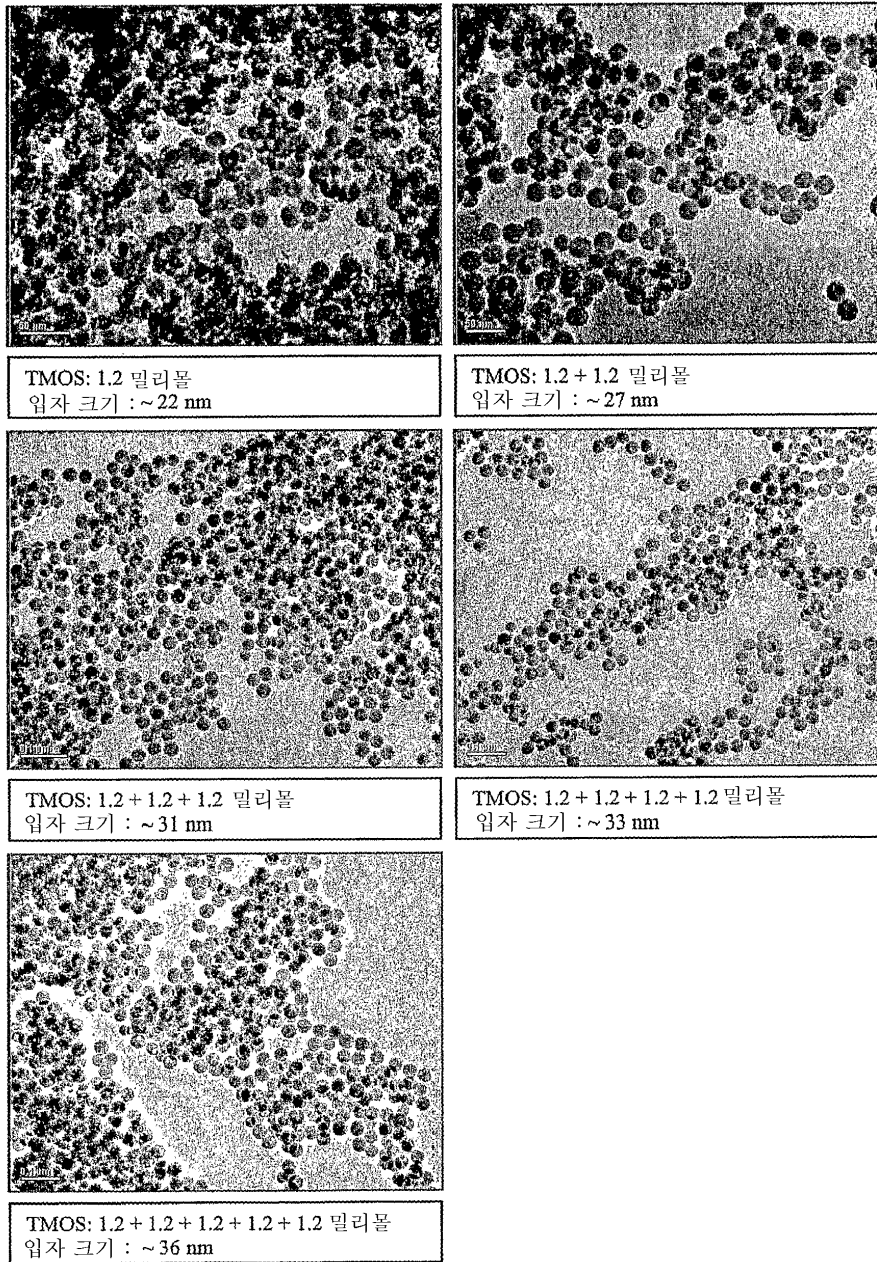 50 nm
50 nm
TMOS: 1.2 밀리몰
입자 크기 : ~ 22 nm
TMOS: 1.2 + 1.2 밀리몰
입자 크기 : ~ 27 nm
TMOS: 1.2 + 1.2 + 1.2 밀리몰
입자 크기 : ~ 31 nm
TMOS: 1.2 + 1.2 + 1.2 + 1.2 밀리몰
입자 크기 : ~ 33 nm
TMOS: 1.2 + 1.2 + 1.2 + 1.2 + 1.2 밀리몰
입자 크기 : ~ 36 nm